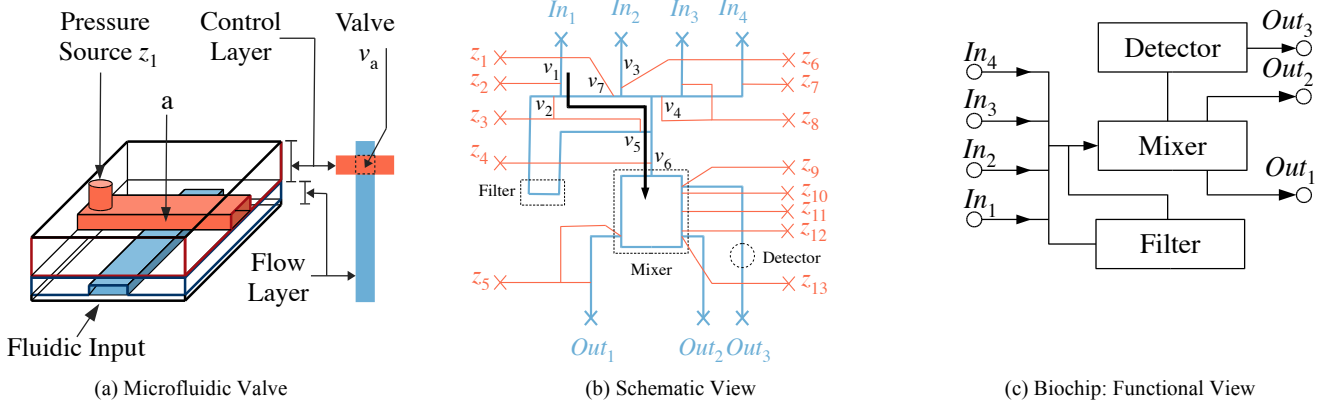 Pressure
Source z1
Control
Layer
Valve
va
a
Flow
Layer
Fluidic Input
(a) Microfluidic Valve
In1
In2
In3
In4
z1
z2
z3
z4
z5
z6
z7
z8
z9
z10
z11
z12
z13
v1
v7
v3
v2
v4
v5
v6
Filter
Mixer
Detector
Out1
Out2
Out3
(b) Schematic View
In4
In3
In2
In1
Detector
Mixer
Filter
Out3
Out2
Out1
(c) Biochip: Functional View